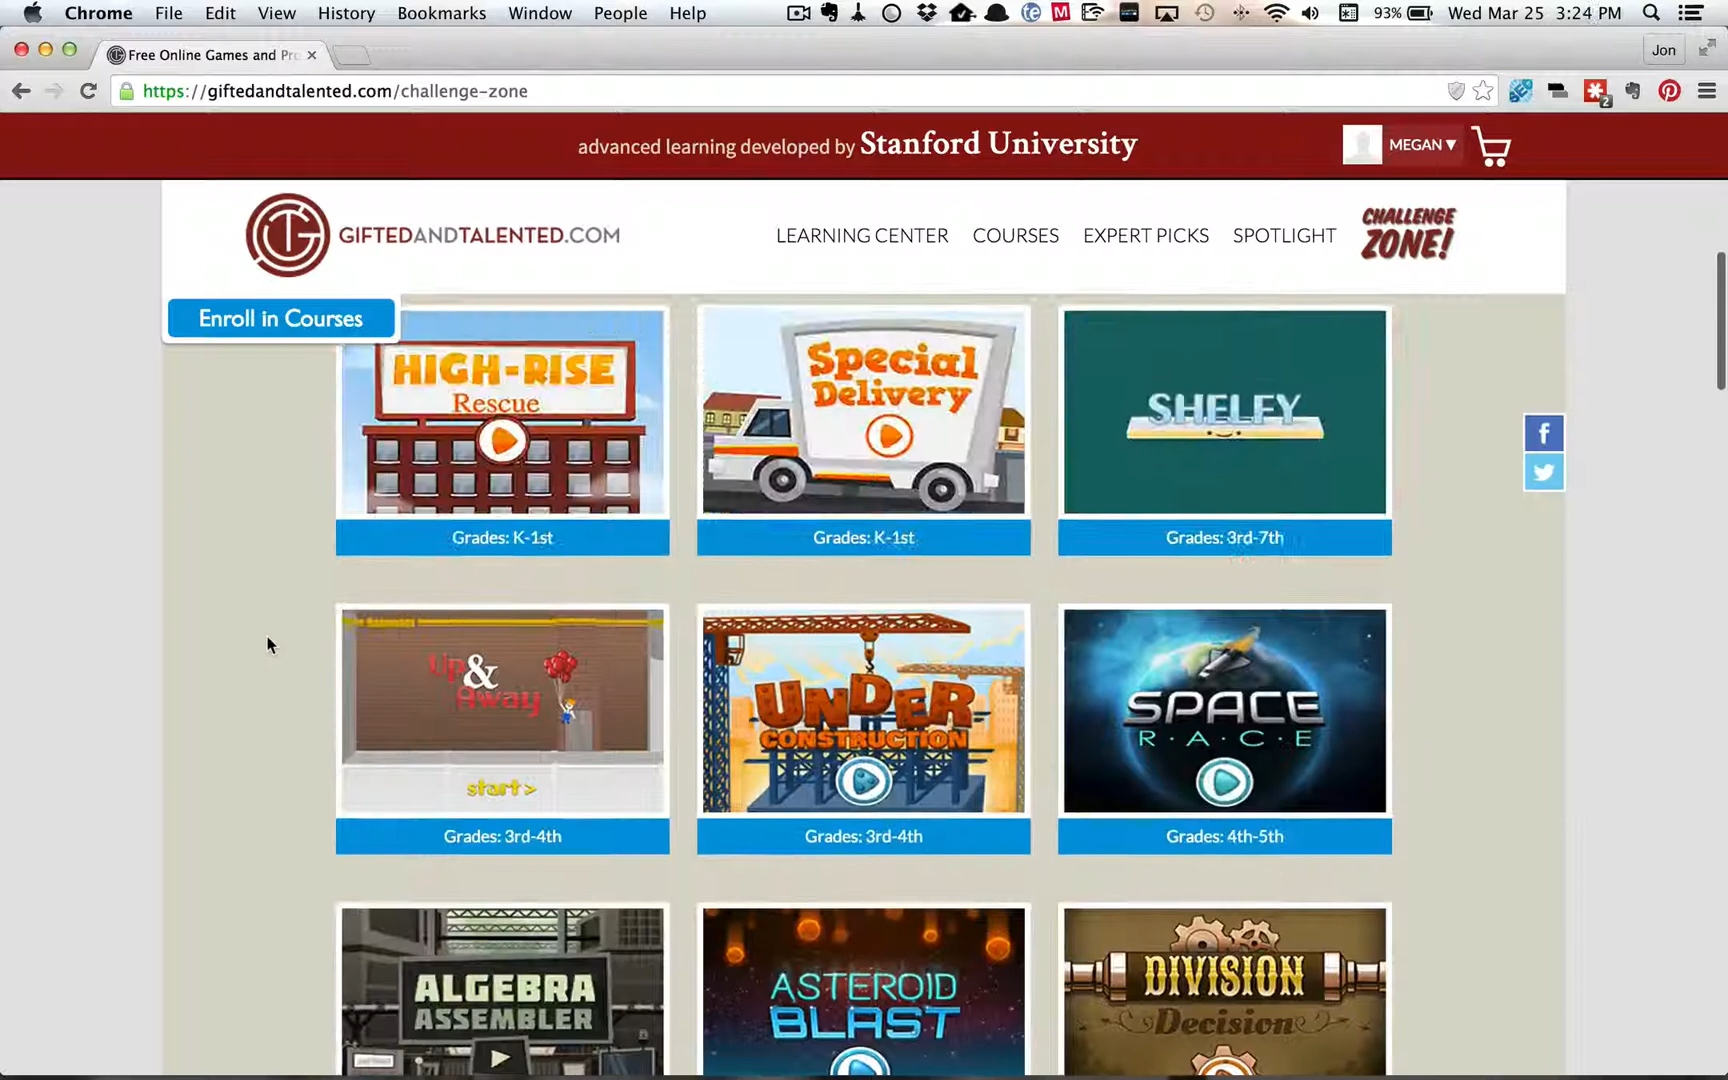 Chrome File Edit View History Bookmarks Window People Help te M 93% Wed Mar 25 3:24 PM
Free Online Games and Pro Jon
https://giftedandtalented.com/challenge-zone 2
advanced learning developed by Stanford University MEGAN ▾
GIFTEDANDTALENTED.COM LEARNING CENTER COURSES EXPERT PICKS SPOTLIGHT CHALLENGE
ZONE!
Enroll in Courses
HIGH-RISE
Rescue
Special
Delivery
SHELFY
f
Grades: K-1st Grades: K-1st Grades: 3rd-7th
Up &
Away
start>
UNDER
CONSTRUCTION
SPACE
R·A·C·E
Grades: 3rd-4th Grades: 3rd-4th Grades: 4th-5th
ALGEBRA
ASSEMBLER
ASTEROID
BLAST
DIVISION
Decision